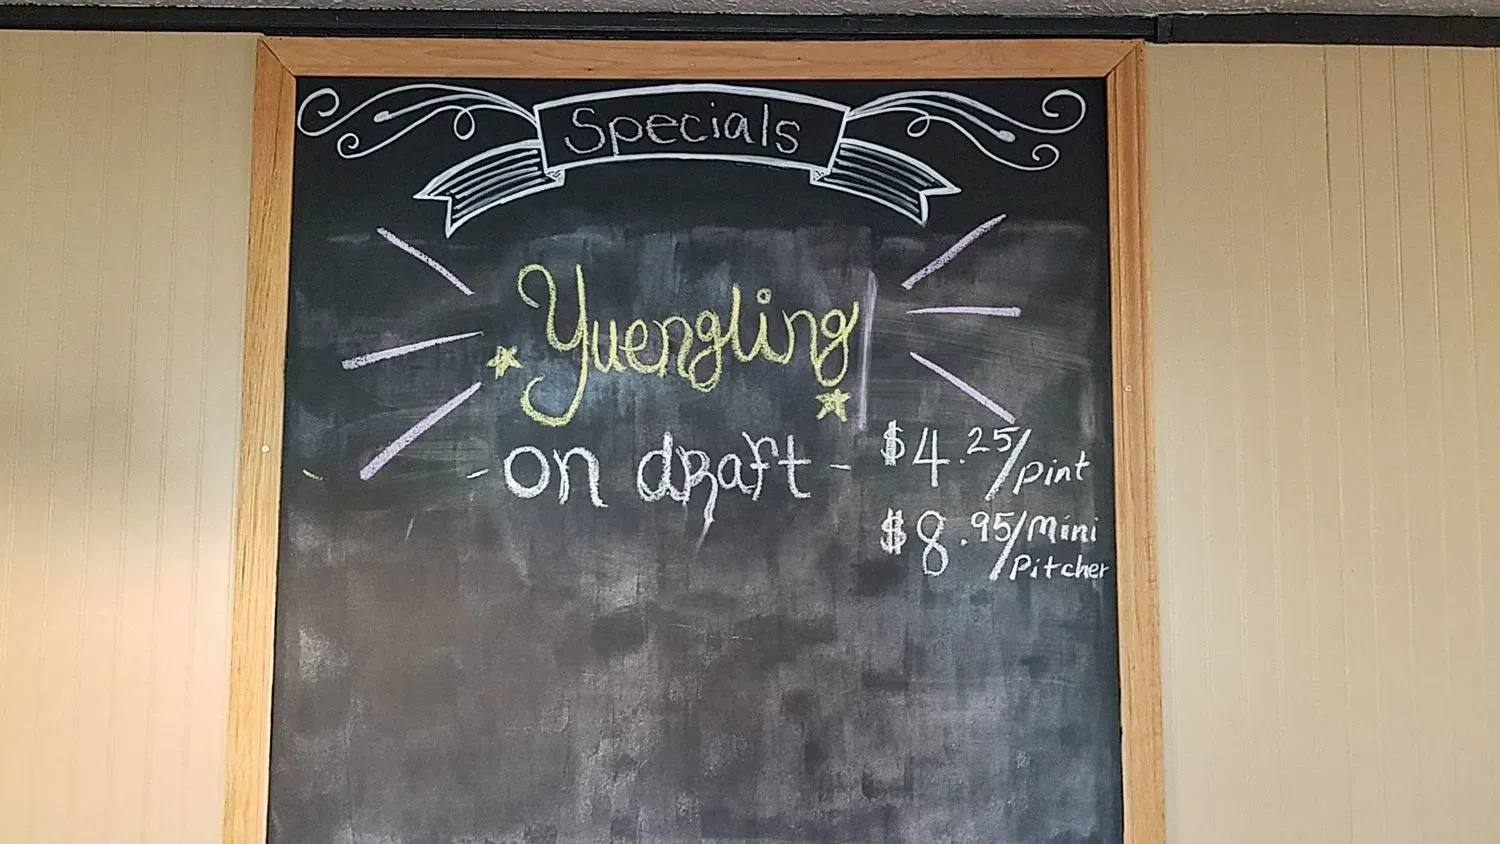 Specials
Yuengling
- on draft - $4.25/pint
$8.95/Mini
/Pitcher